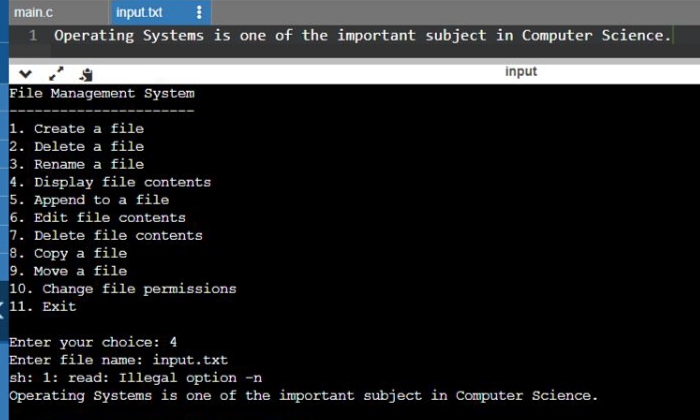 main.c input.txt
1 Operating Systems is one of the important subject in Computer Science.
input
File Management System
----------------------
1. Create a file
2. Delete a file
3. Rename a file
4. Display file contents
5. Append to a file
6. Edit file contents
7. Delete file contents
8. Copy a file
9. Move a file
10. Change file permissions
11. Exit
Enter your choice: 4
Enter file name: input.txt
sh: 1: read: Illegal option -n
Operating Systems is one of the important subject in Computer Science.